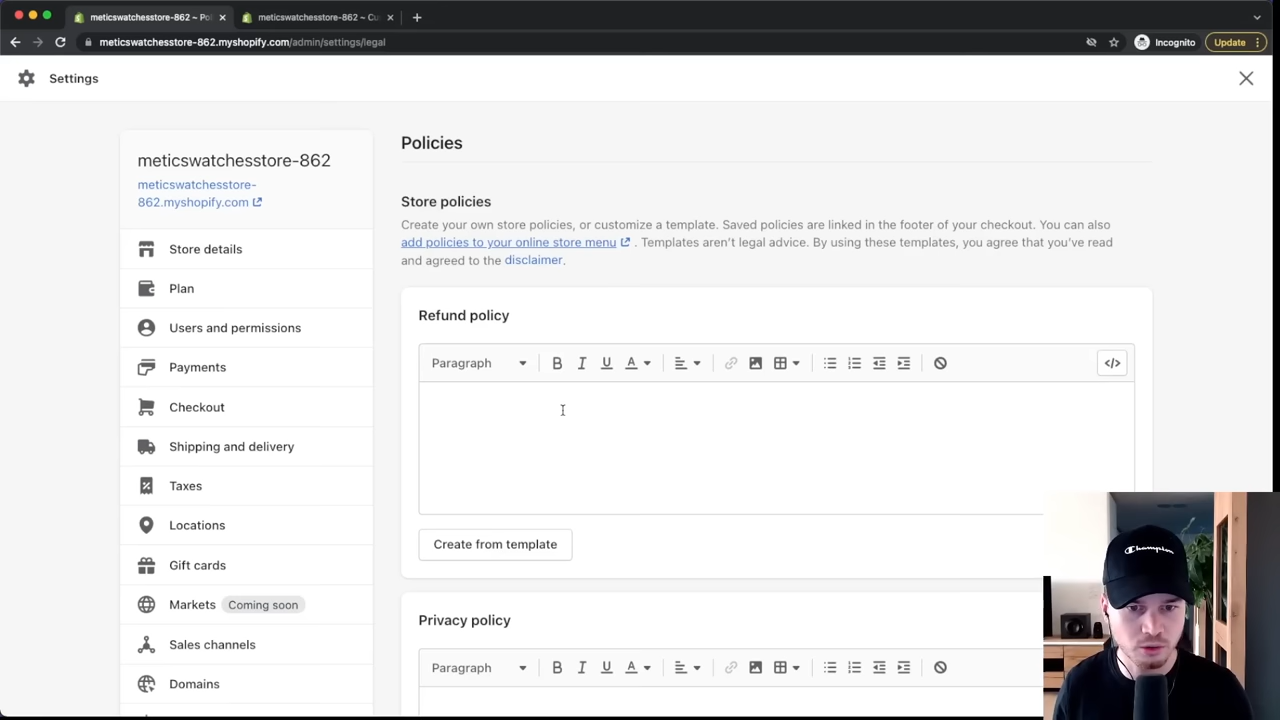 meticswatchesstore-862 ~ Po
meticswatchesstore-862 ~ Cu
meticswatchesstore-862.myshopify.com/admin/settings/legal
Incognito
Update
Settings
meticswatchesstore-862
meticswatchesstore-
862.myshopify.com
Store details
Plan
Users and permissions
Payments
Checkout
Shipping and delivery
Taxes
Locations
Gift cards
Markets Coming soon
Sales channels
Domains
Policies
Store policies
Create your own store policies, or customize a template. Saved policies are linked in the footer of your checkout. You can also
add policies to your online store menu . Templates aren't legal advice. By using these templates, you agree that you've read
and agreed to the disclaimer.
Refund policy
Paragraph B I U A </>
Create from template
Privacy policy
Paragraph B I U A
Champion